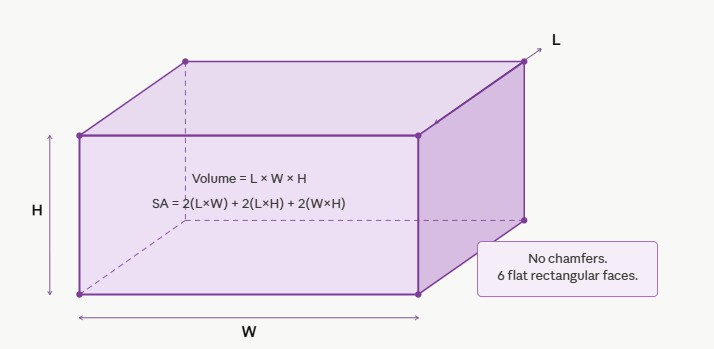 L
Volume = L × W × H
SA = 2(L×W) + 2(L×H) + 2(W×H)
H
No chamfers.
6 flat rectangular faces.
W